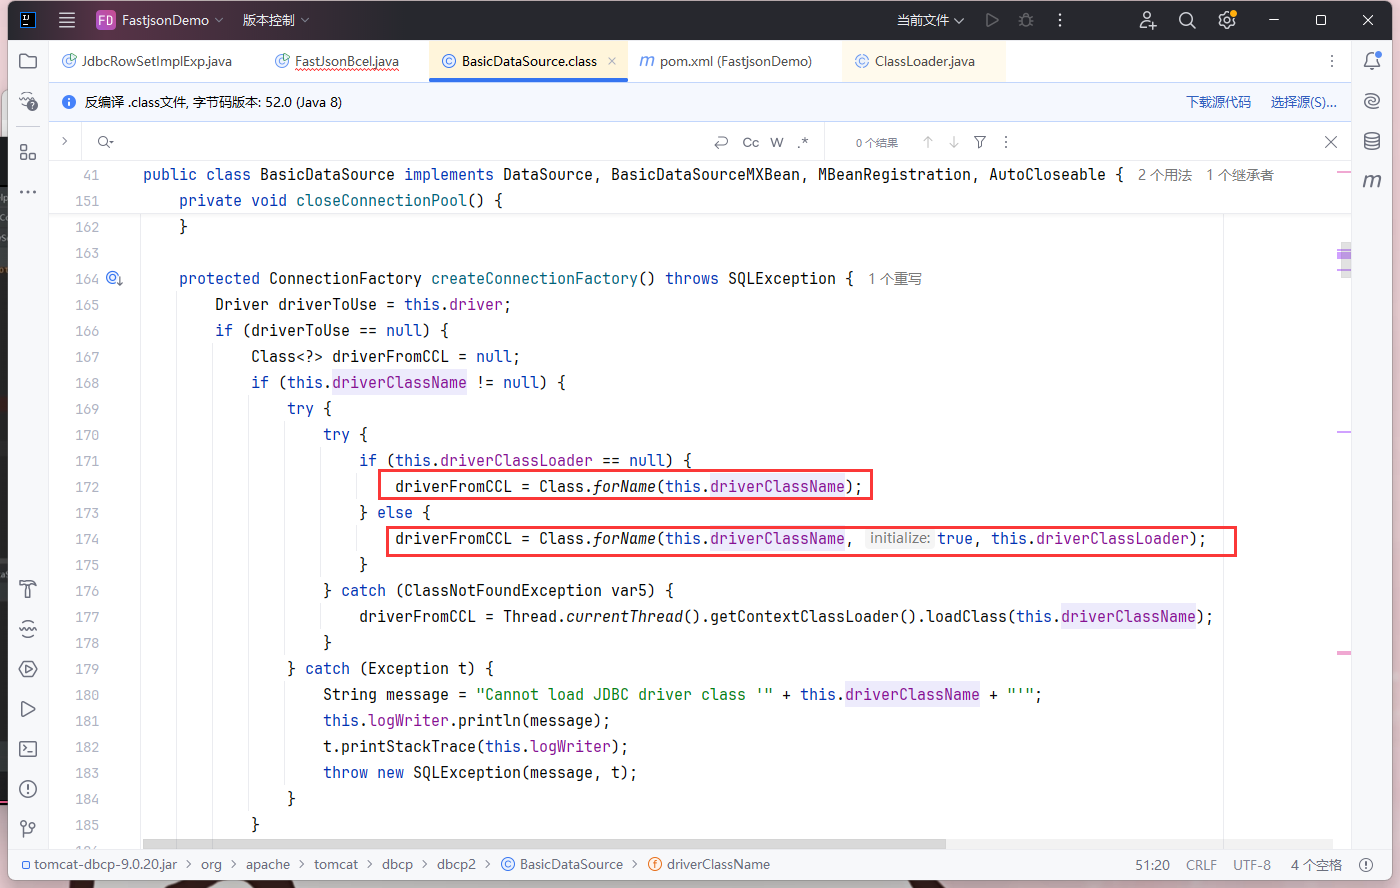 FD FastjsonDemo 版本控制 当前文件
JdbcRowSetImplExp.java FastJsonBcel.java BasicDataSource.class pom.xml (FastjsonDemo) ClassLoader.java
反编译 .class文件, 字节码版本: 52.0 (Java 8) 下载源代码 选择源(S)...
Cc W .* 0 个结果
41 public class BasicDataSource implements DataSource, BasicDataSourceMXBean, MBeanRegistration, AutoCloseable { 2 个用法 1 个继承者
151 private void closeConnectionPool() {
162 }
163
164 protected ConnectionFactory createConnectionFactory() throws SQLException { 1 个重写
165 Driver driverToUse = this.driver;
166 if (driverToUse == null) {
167 Class<?> driverFromCCL = null;
168 if (this.driverClassName != null) {
169 try {
170 try {
171 if (this.driverClassLoader == null) {
172 driverFromCCL = Class.forName(this.driverClassName);
173 } else {
174 driverFromCCL = Class.forName(this.driverClassName, initialize: true, this.driverClassLoader);
175 }
176 } catch (ClassNotFoundException var5) {
177 driverFromCCL = Thread.currentThread().getContextClassLoader().loadClass(this.driverClassName);
178 }
179 } catch (Exception t) {
180 String message = "Cannot load JDBC driver class '" + this.driverClassName + "'";
181 this.logWriter.println(message);
182 t.printStackTrace(this.logWriter);
183 throw new SQLException(message, t);
184 }
185 }
tomcat-dbcp-9.0.20.jar > org > apache > tomcat > dbcp > dbcp2 > BasicDataSource > driverClassName 51:20 CRLF UTF-8 4 个空格